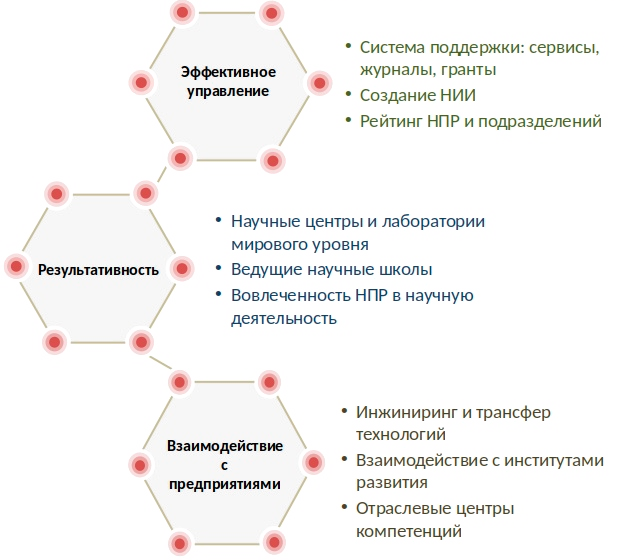 Эффективное
управление
• Система поддержки: сервисы,
журналы, гранты
• Создание НИИ
• Рейтинг НПР и подразделений
Результативность
• Научные центры и лаборатории
мирового уровня
• Ведущие научные школы
• Вовлеченность НПР в научную
деятельность
Взаимодействие
с
предприятиями
• Инжиниринг и трансфер
технологий
• Взаимодействие с институтами
развития
• Отраслевые центры
компетенций